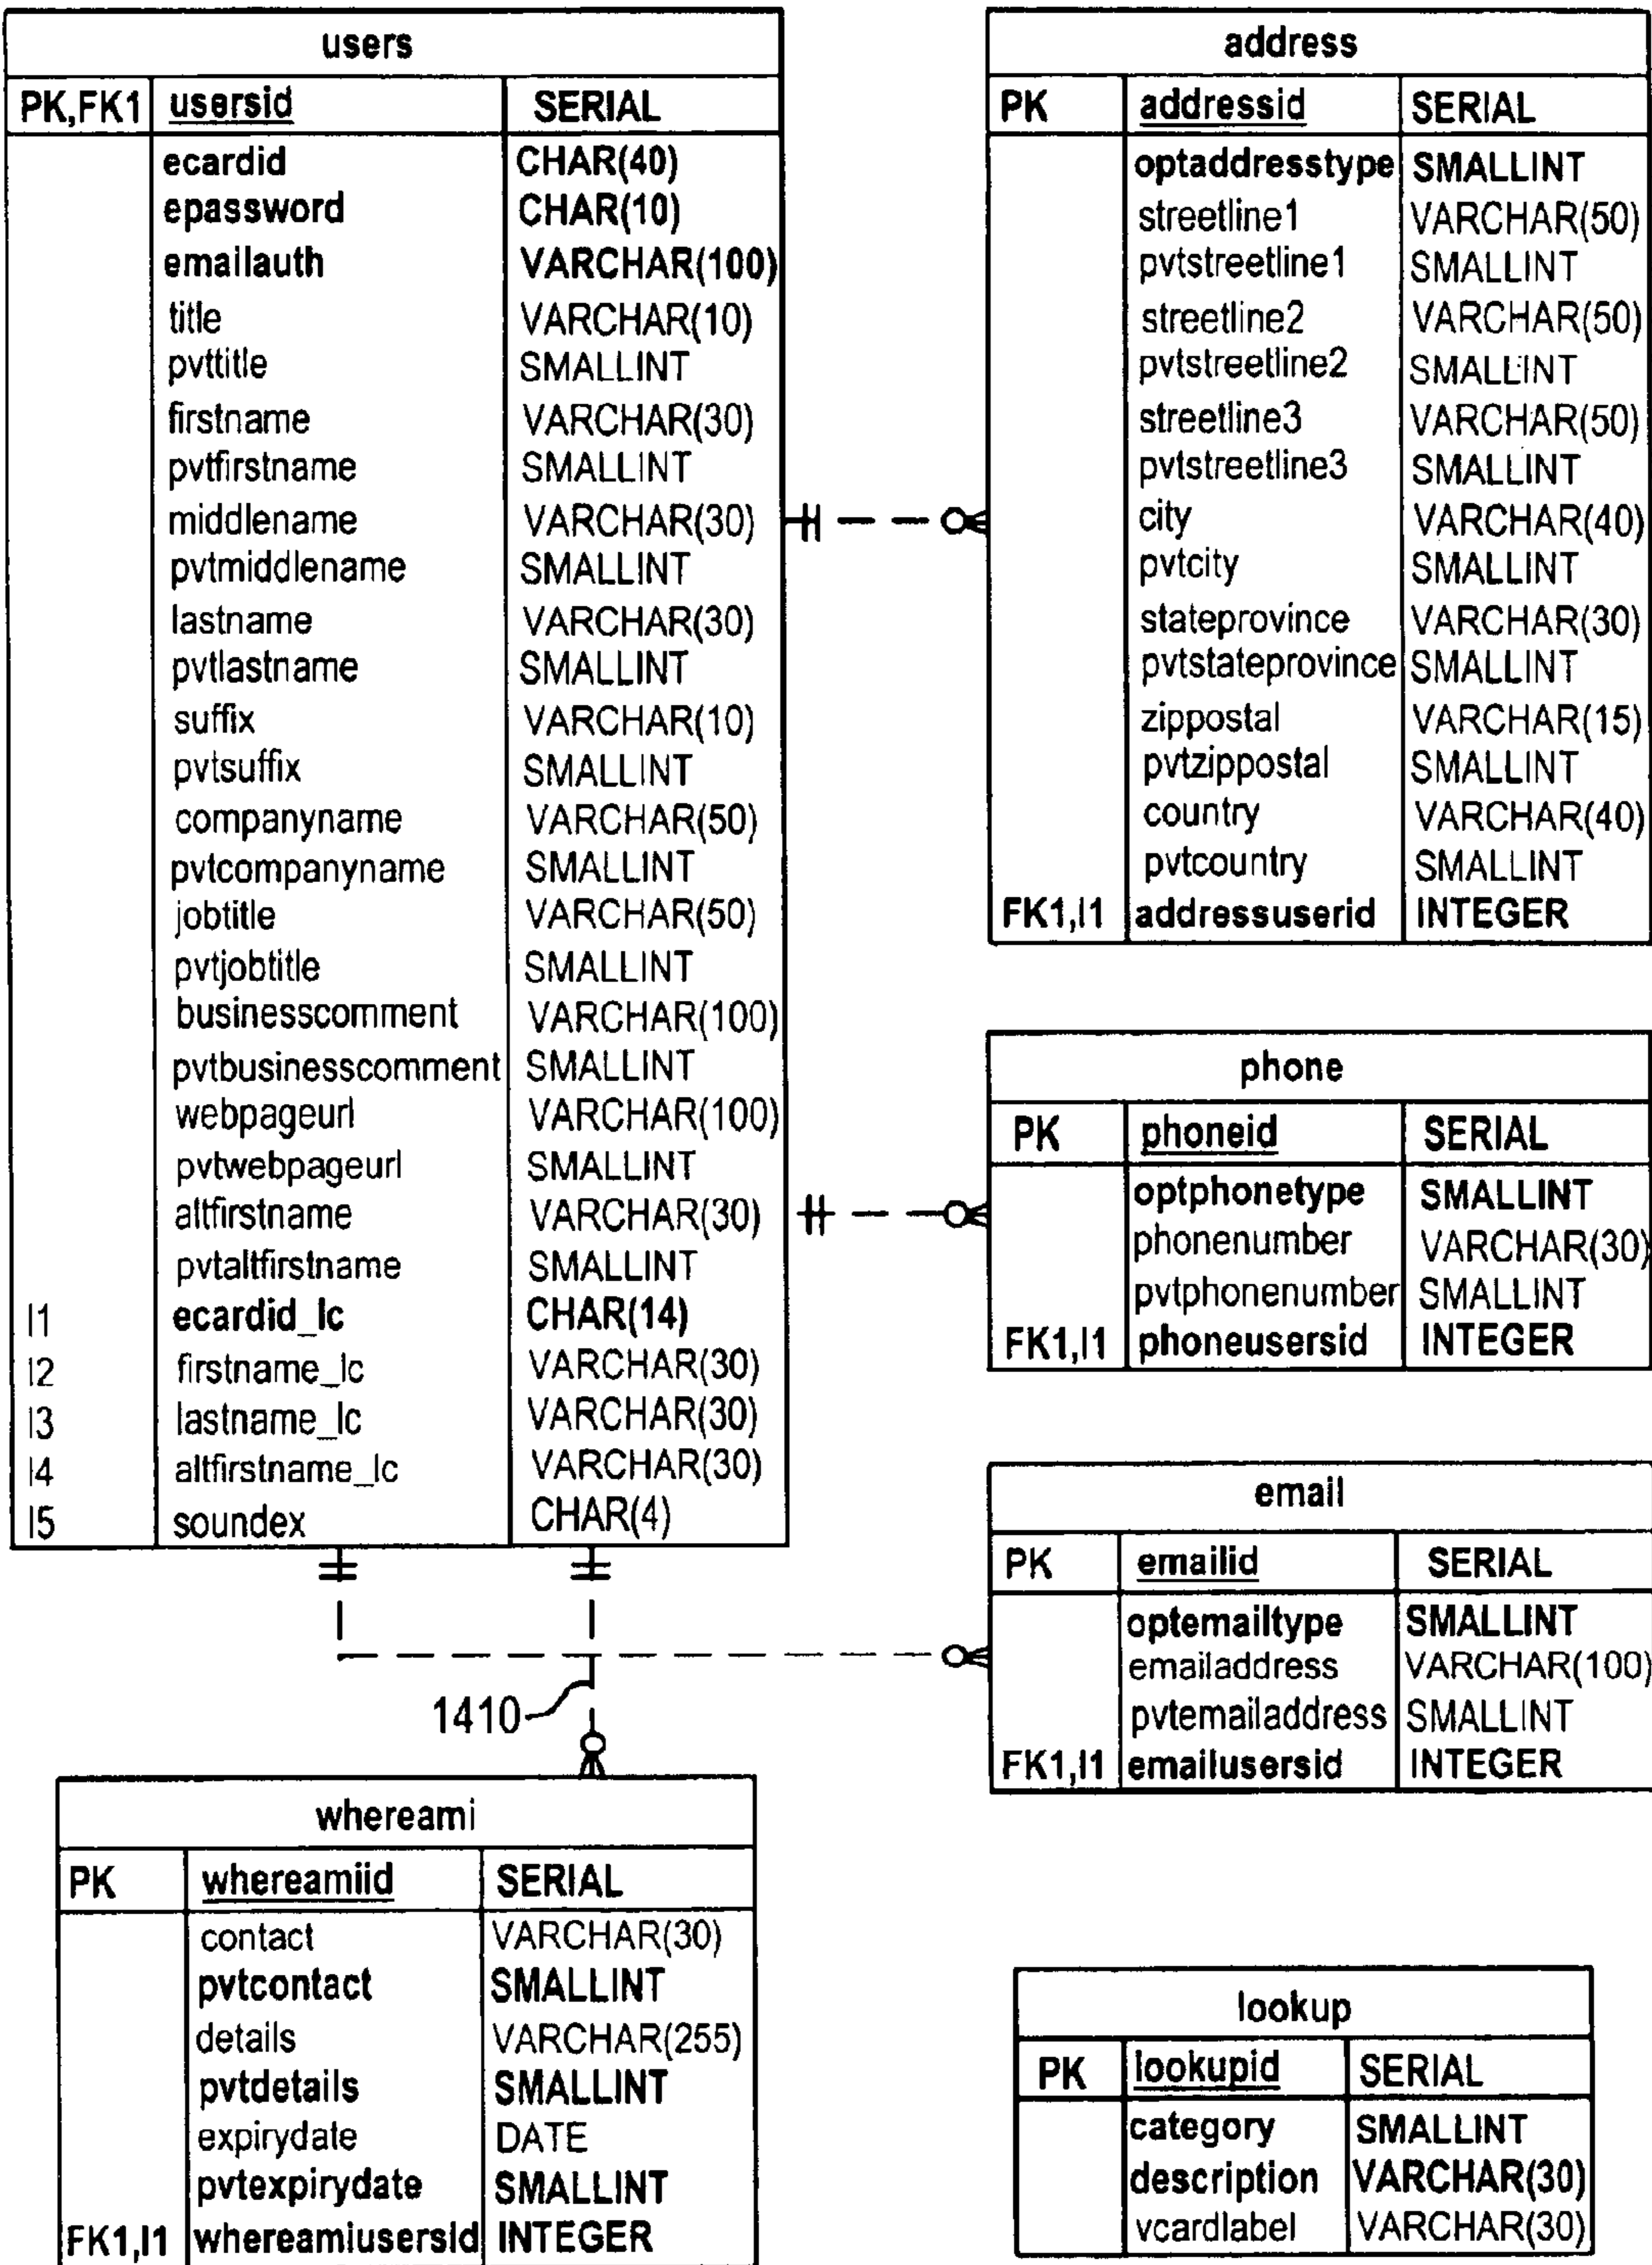 users
PK,FK1 usersid SERIAL
ecardid CHAR(40)
epassword CHAR(10)
emailauth VARCHAR(100)
title VARCHAR(10)
pvttitle SMALLINT
firstname VARCHAR(30)
pvtfirstname SMALLINT
middlename VARCHAR(30)
pvtmiddlename SMALLINT
lastname VARCHAR(30)
pvtlastname SMALLINT
suffix VARCHAR(10)
pvtsuffix SMALLINT
companyname VARCHAR(50)
pvtcompanyname SMALLINT
jobtitle VARCHAR(50)
pvtjobtitle SMALLINT
businesscomment VARCHAR(100)
pvtbusinesscomment SMALLINT
webpageurl VARCHAR(100)
pvtwebpageurl SMALLINT
altfirstname VARCHAR(30)
pvtaltfirstname SMALLINT
I1 ecardid_lc CHAR(14)
I2 firstname_lc VARCHAR(30)
I3 lastname_lc VARCHAR(30)
I4 altfirstname_lc VARCHAR(30)
I5 soundex CHAR(4)
address
PK addressid SERIAL
optaddresstype SMALLINT
streetline1 VARCHAR(50)
pvtstreetline1 SMALLINT
streetline2 VARCHAR(50)
pvtstreetline2 SMALLINT
streetline3 VARCHAR(50)
pvtstreetline3 SMALLINT
city VARCHAR(40)
pvtcity SMALLINT
stateprovince VARCHAR(30)
pvtstateprovince SMALLINT
zippostal VARCHAR(15)
pvtzippostal SMALLINT
country VARCHAR(40)
pvtcountry SMALLINT
FK1,I1 addressuserid INTEGER
phone
PK phoneid SERIAL
optphonetype SMALLINT
phonenumber VARCHAR(30)
pvtphonenumber SMALLINT
FK1,I1 phoneusersid INTEGER
email
PK emailid SERIAL
optemailtype SMALLINT
emailaddress VARCHAR(100)
pvtemailaddress SMALLINT
FK1,I1 emailusersid INTEGER
1410
whereami
PK whereamiid SERIAL
contact VARCHAR(30)
pvtcontact SMALLINT
details VARCHAR(255)
pvtdetails SMALLINT
expirydate DATE
pvtexpirydate SMALLINT
FK1,I1 whereamiusersid INTEGER
lookup
PK lookupid SERIAL
category SMALLINT
description VARCHAR(30)
vcardlabel VARCHAR(30)